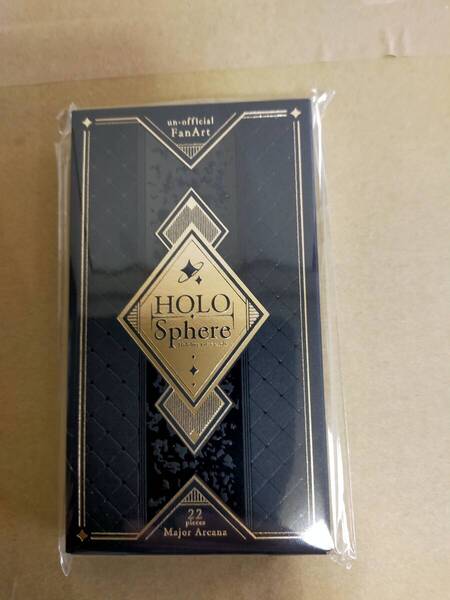 un-official
FanArt
HOLO
Sphere
22
pieces
Major Arcana